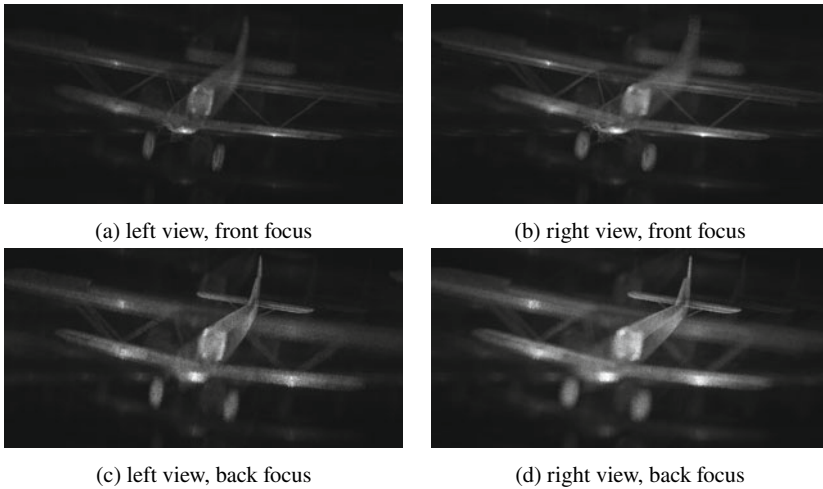 (a) left view, front focus
(b) right view, front focus
(c) left view, back focus
(d) right view, back focus